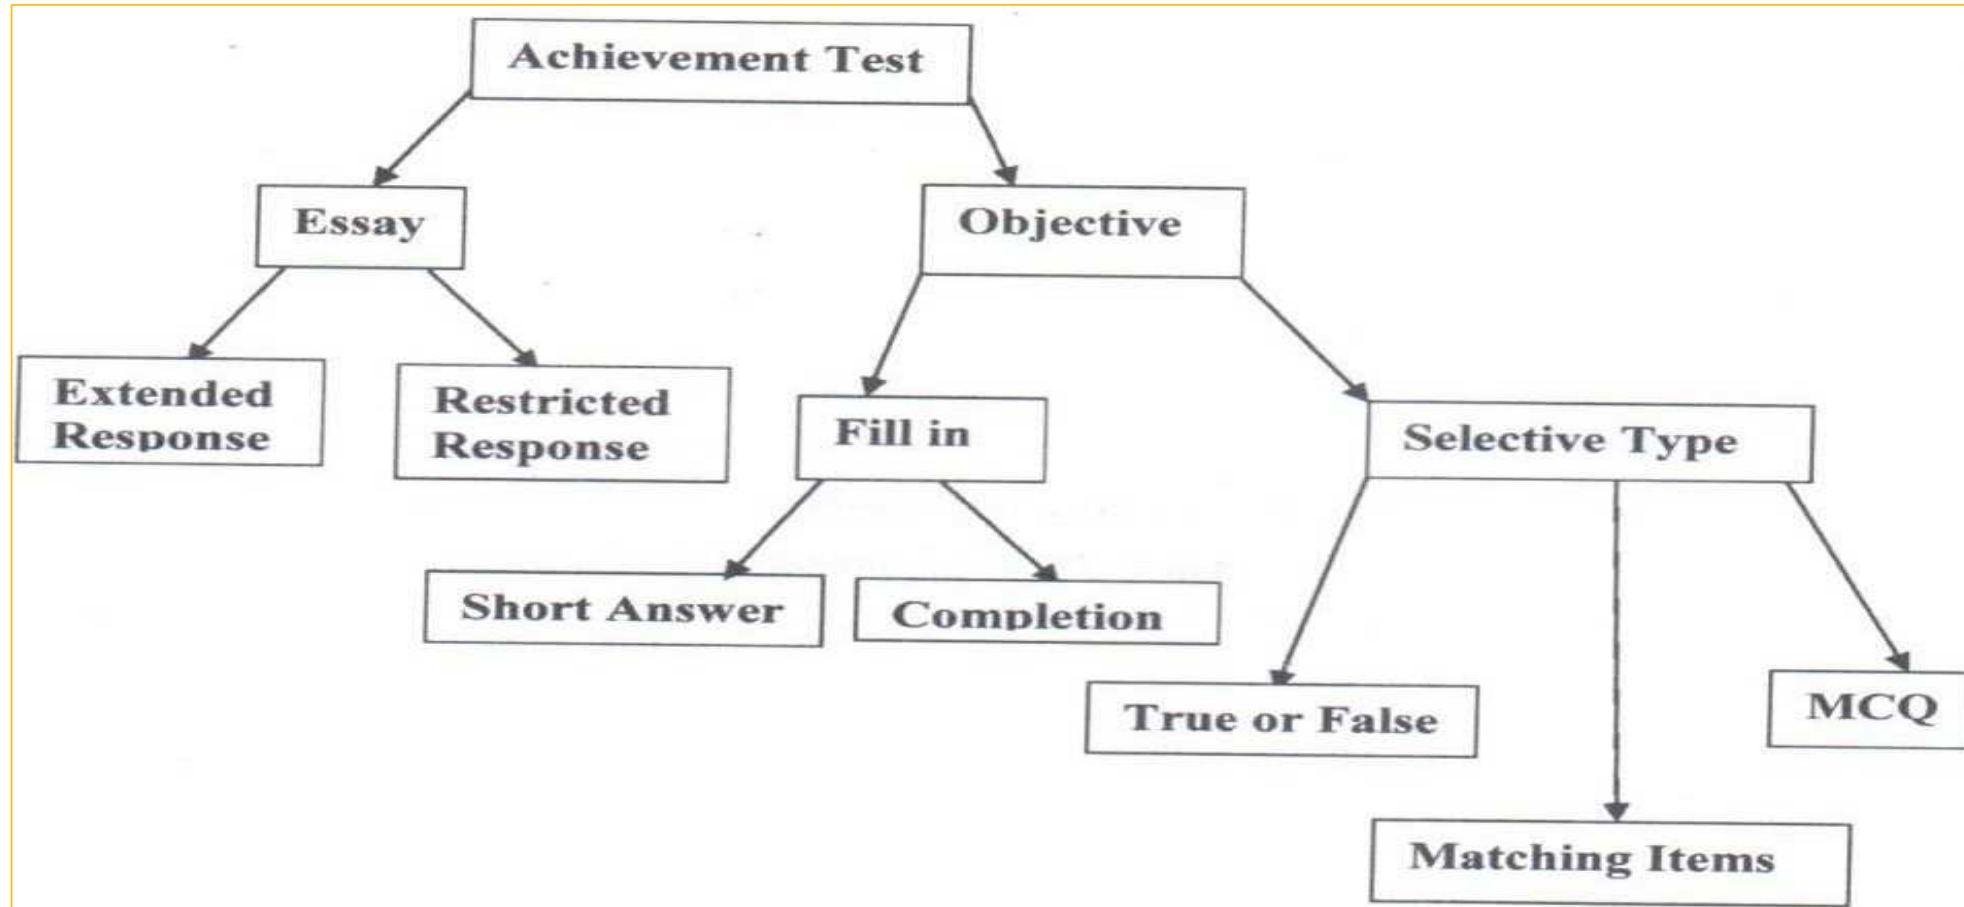 Achievement Test
Essay
Objective
Extended
Response
Restricted
Response
Fill in
Selective Type
Short Answer
Completion
True or False
MCQ
Matching Items